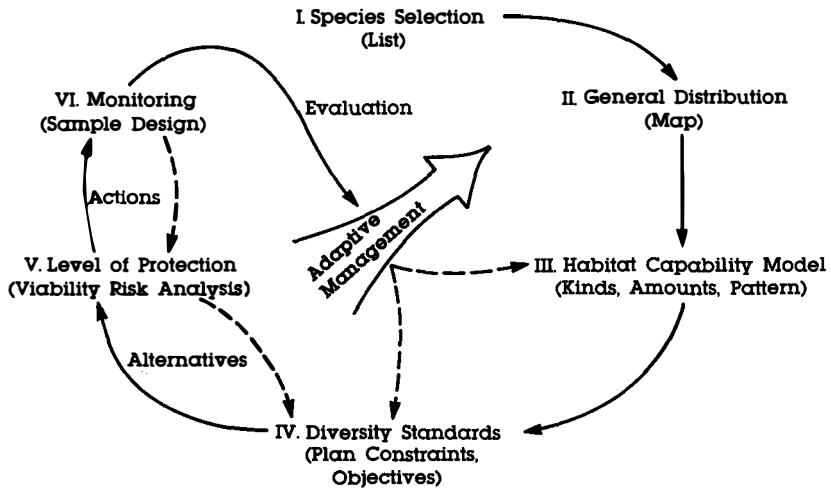 I. Species Selection
(List)
II. General Distribution
(Map)
III. Habitat Capability Model
(Kinds, Amounts, Pattern)
IV. Diversity Standards
(Plan Constraints,
Objectives)
Alternatives
V. Level of Protection
(Viability Risk Analysis)
Actions
VI. Monitoring
(Sample Design)
Evaluation
Adaptive
Management